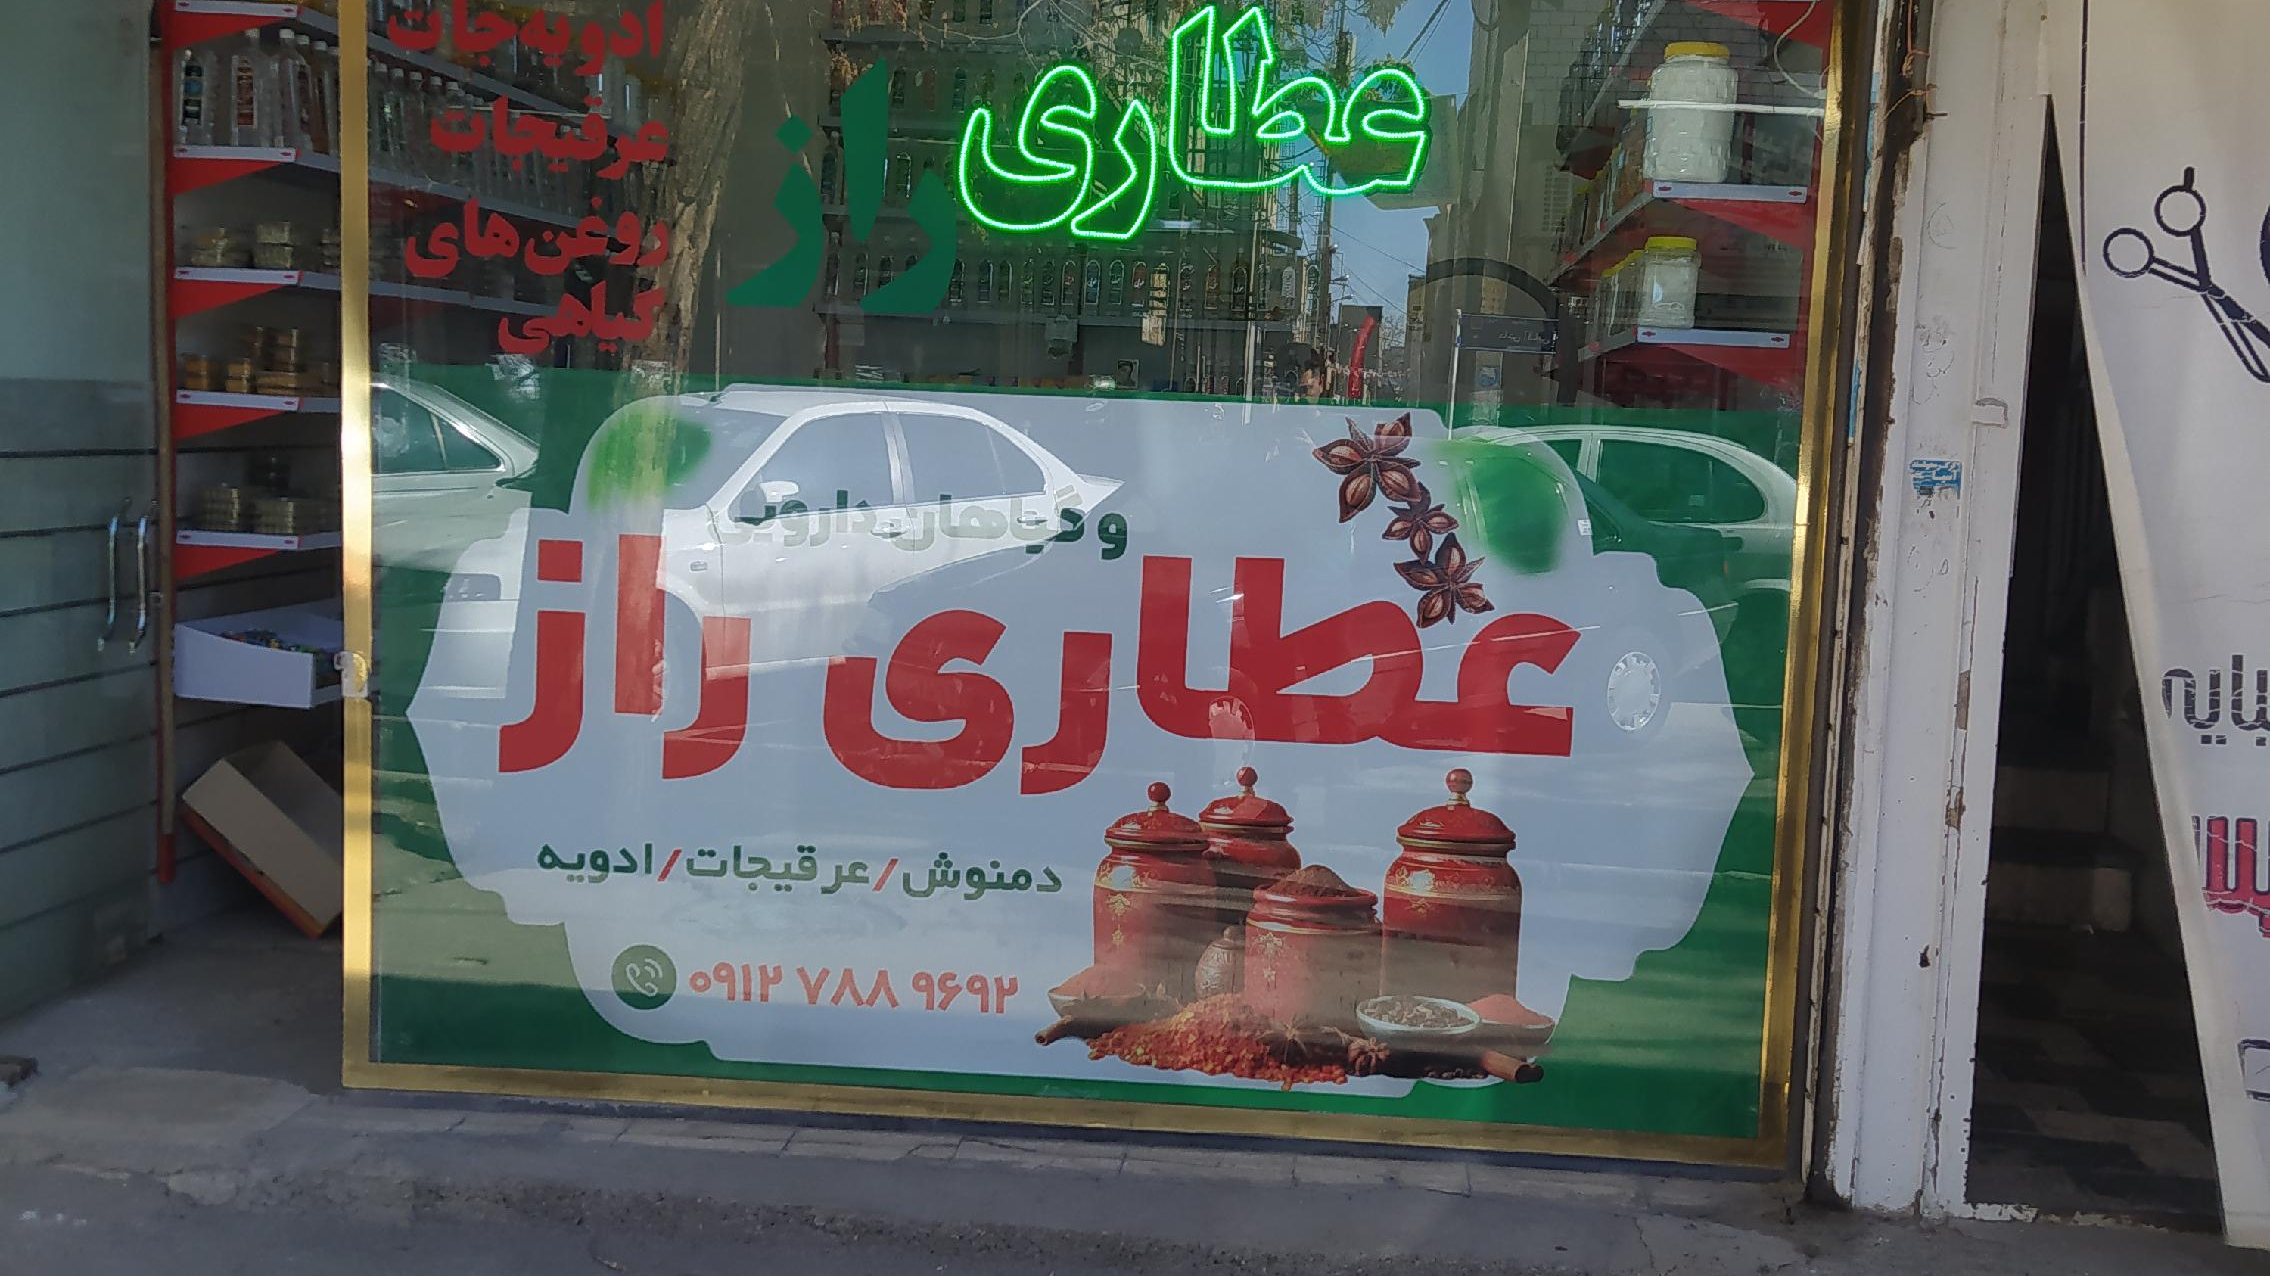 ادویه‌جات
عرقیجات
روغن‌های
گیاهی
عطاری
راز
و گیاهان دارویی
عطاری راز
دمنوش/عرقیجات/ادویه
۰۹۱۲ ۷۸۸ ۹۶۹۲